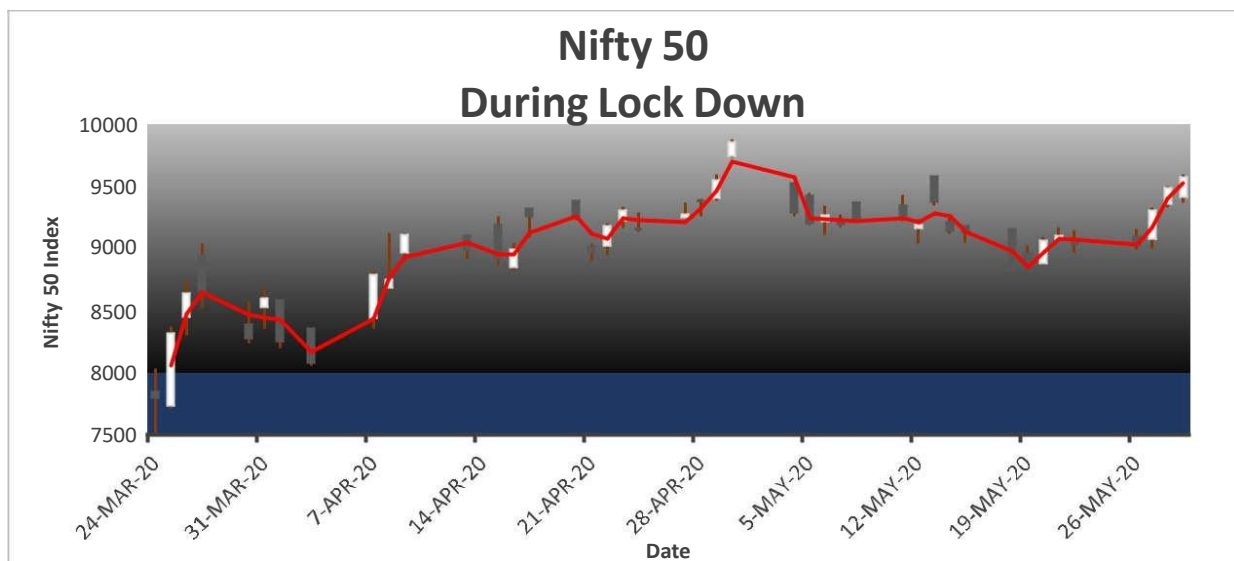 Nifty 50
During Lock Down
10000
9500
9000
8500
8000
7500
Nifty 50 Index
24-MAR-20
31-MAR-20
7-APR-20
14-APR-20
21-APR-20
28-APR-20
5-MAY-20
12-MAY-20
19-MAY-20
26-MAY-20
Date